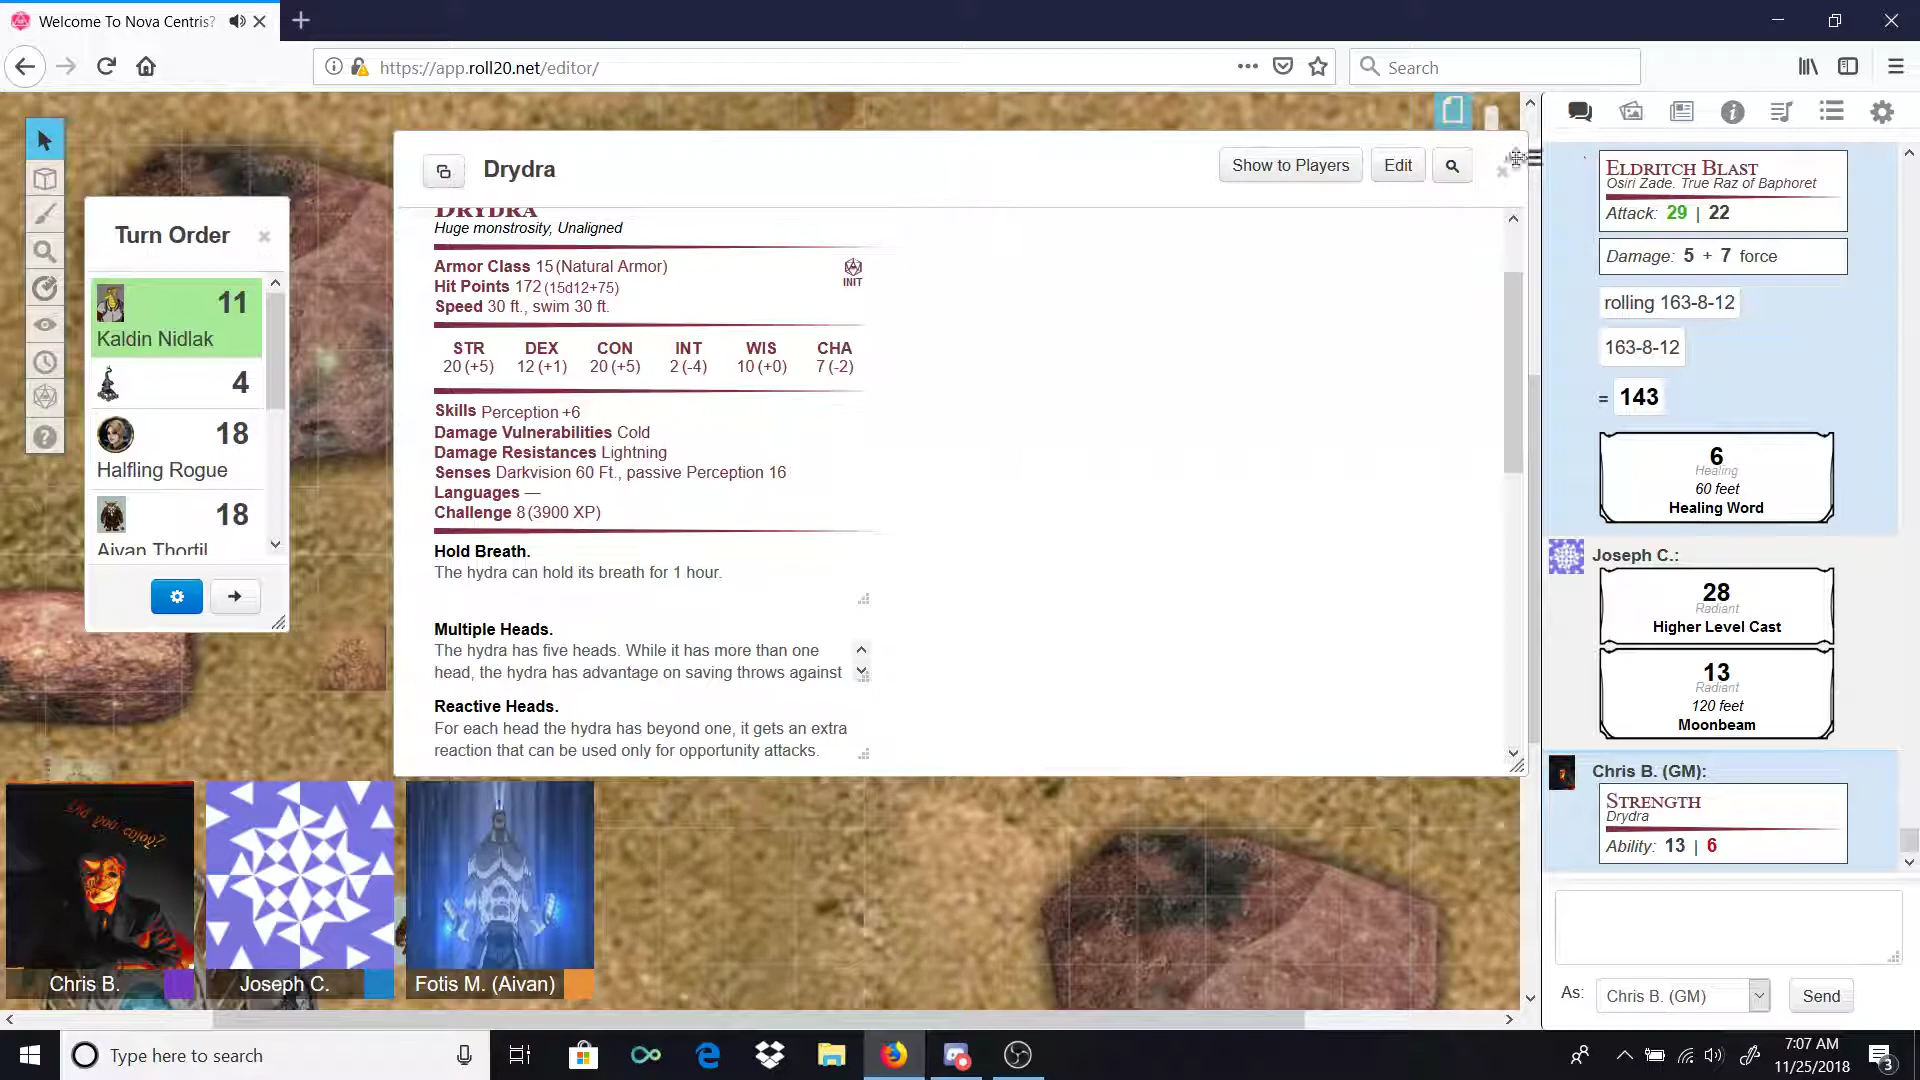 Welcome To Nova Centris?
https://app.roll20.net/editor/
Search
Turn Order
11
Kaldin Nidlak
4
18
Halfling Rogue
18
Aivan Thortil
Drydra
Show to Players
Edit
DRYDRA
Huge monstrosity, Unaligned
Armor Class 15 (Natural Armor)
Hit Points 172 (15d12+75)
Speed 30 ft., swim 30 ft.
INIT
STR DEX CON INT WIS CHA
20 (+5) 12 (+1) 20 (+5) 2 (-4) 10 (+0) 7 (-2)
Skills Perception +6
Damage Vulnerabilities Cold
Damage Resistances Lightning
Senses Darkvision 60 Ft., passive Perception 16
Languages —
Challenge 8 (3900 XP)
Hold Breath.
The hydra can hold its breath for 1 hour.
Multiple Heads.
The hydra has five heads. While it has more than one
head, the hydra has advantage on saving throws against
Reactive Heads.
For each head the hydra has beyond one, it gets an extra
reaction that can be used only for opportunity attacks.
ELDRITCH BLAST
Osiri Zade. True Raz of Baphoret
Attack: 29 | 22
Damage: 5 + 7 force
rolling 163-8-12
163-8-12
= 143
6
Healing
60 feet
Healing Word
Joseph C.:
28
Radiant
Higher Level Cast
13
Radiant
120 feet
Moonbeam
Chris B. (GM):
STRENGTH
Drydra
Ability: 13 | 6
As:
Chris B. (GM)
Send
Did you enjoy?
Chris B.
Joseph C.
Fotis M. (Aivan)
Type here to search
7:07 AM
11/25/2018
3